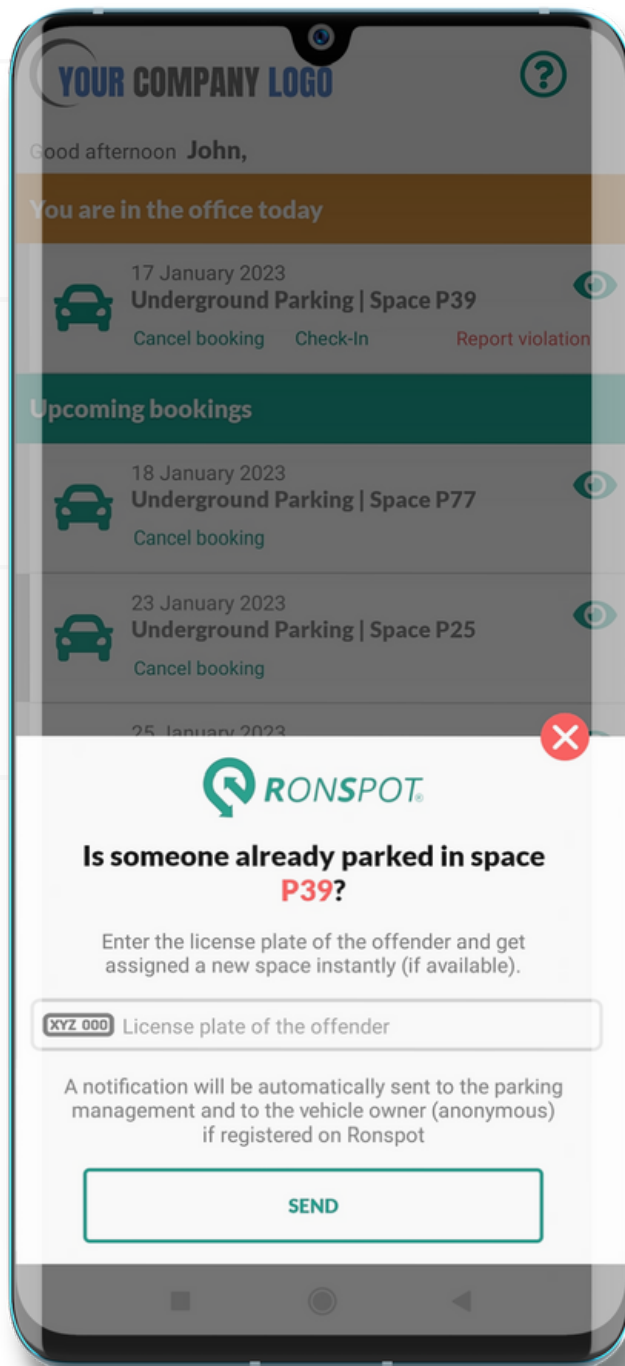 YOUR COMPANY LOGO
Good afternoon John,
You are in the office today
17 January 2023
Underground Parking | Space P39
Cancel booking Check-In Report violation
Upcoming bookings
18 January 2023
Underground Parking | Space P77
Cancel booking
23 January 2023
Underground Parking | Space P25
Cancel booking
25 January 2023
RONSPOT®
Is someone already parked in space
P39?
Enter the license plate of the offender and get
assigned a new space instantly (if available).
XYZ 000 License plate of the offender
A notification will be automatically sent to the parking
management and to the vehicle owner (anonymous)
if registered on Ronspot
SEND